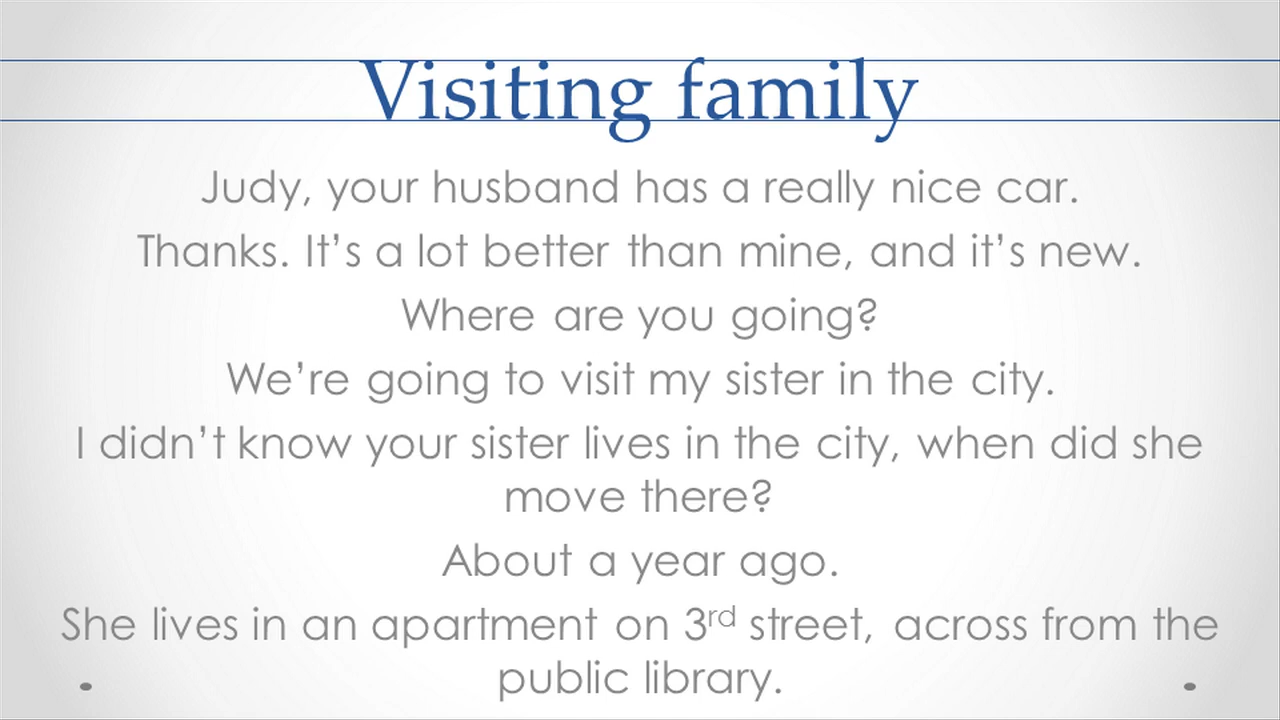 Visiting family
Judy, your husband has a really nice car.
Thanks. It’s a lot better than mine, and it’s new.
Where are you going?
We’re going to visit my sister in the city.
I didn’t know your sister lives in the city, when did she
move there?
About a year ago.
She lives in an apartment on 3rd street, across from the
public library.